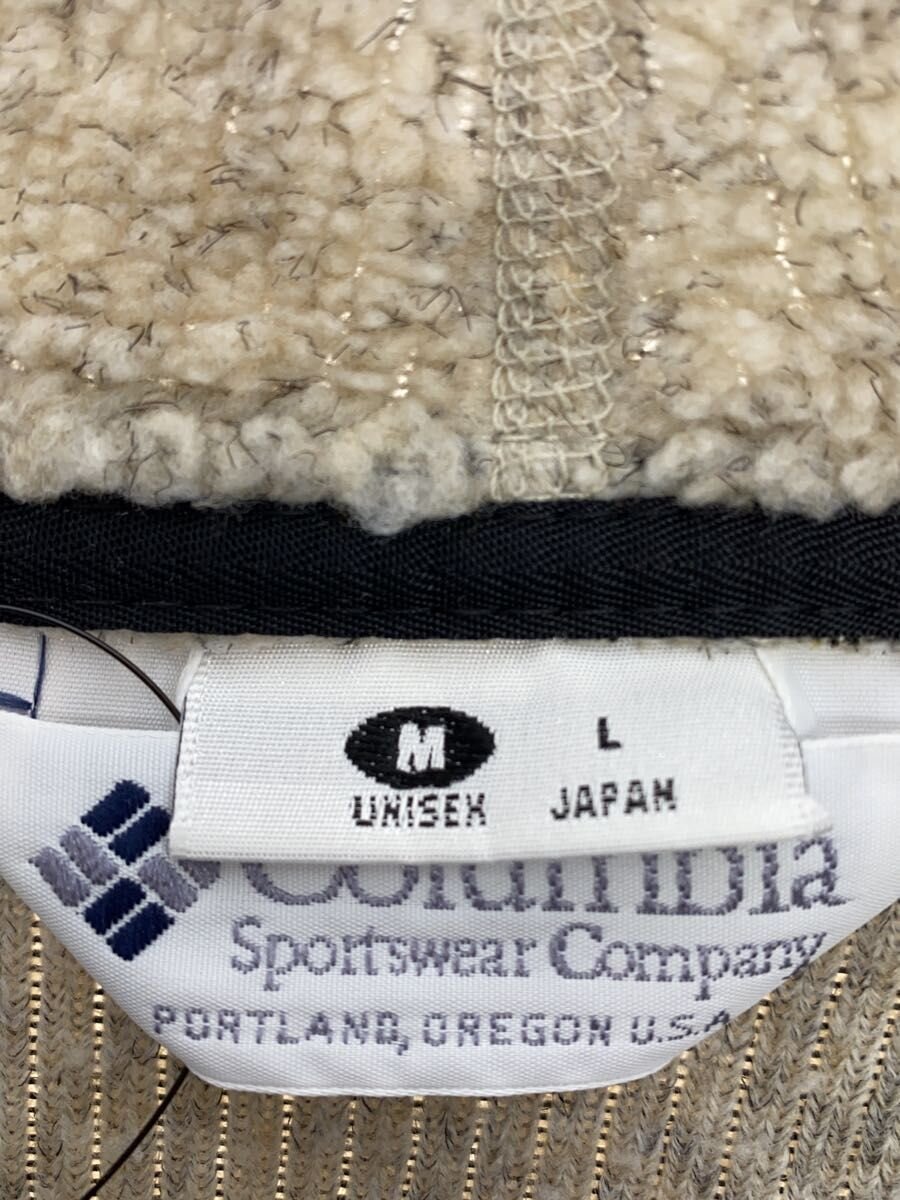 M L
UNISEX JAPAN
Columbia
Sportswear Company
PORTLAND, OREGON U.S.A.